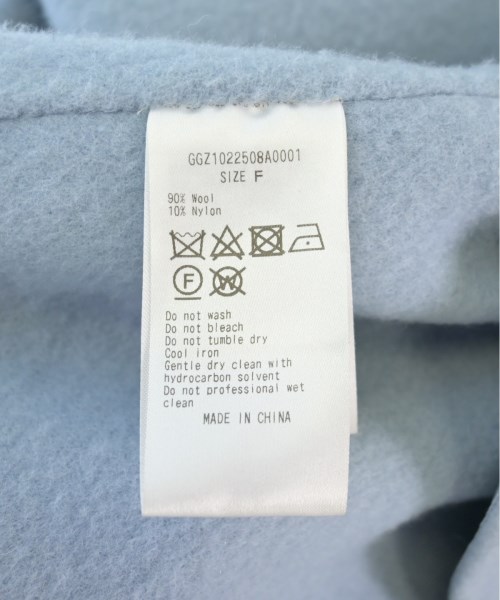 GGZ1022508A0001
SIZE F
90% Wool
10% Nylon
F W
Do not wash
Do not bleach
Do not tumble dry
Cool iron
Gentle dry clean with
hydrocarbon solvent
Do not professional wet
clean
MADE IN CHINA